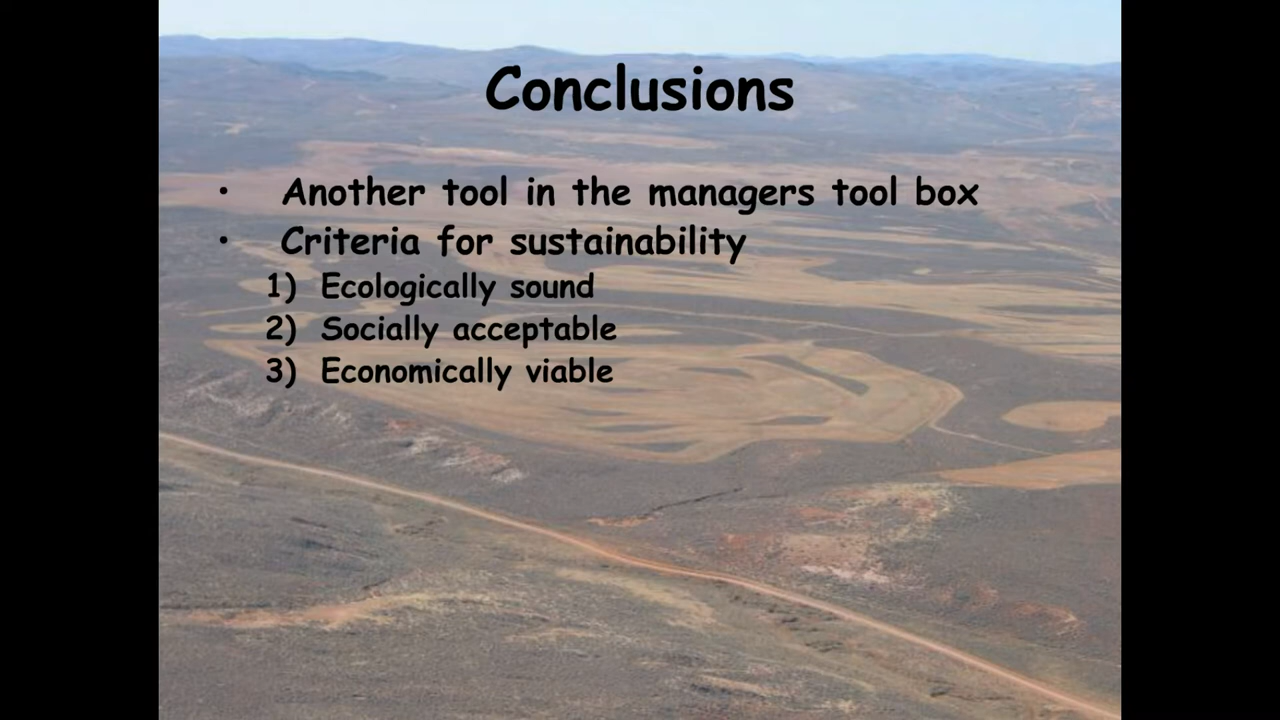 Conclusions
• Another tool in the managers tool box
• Criteria for sustainability
1) Ecologically sound
2) Socially acceptable
3) Economically viable